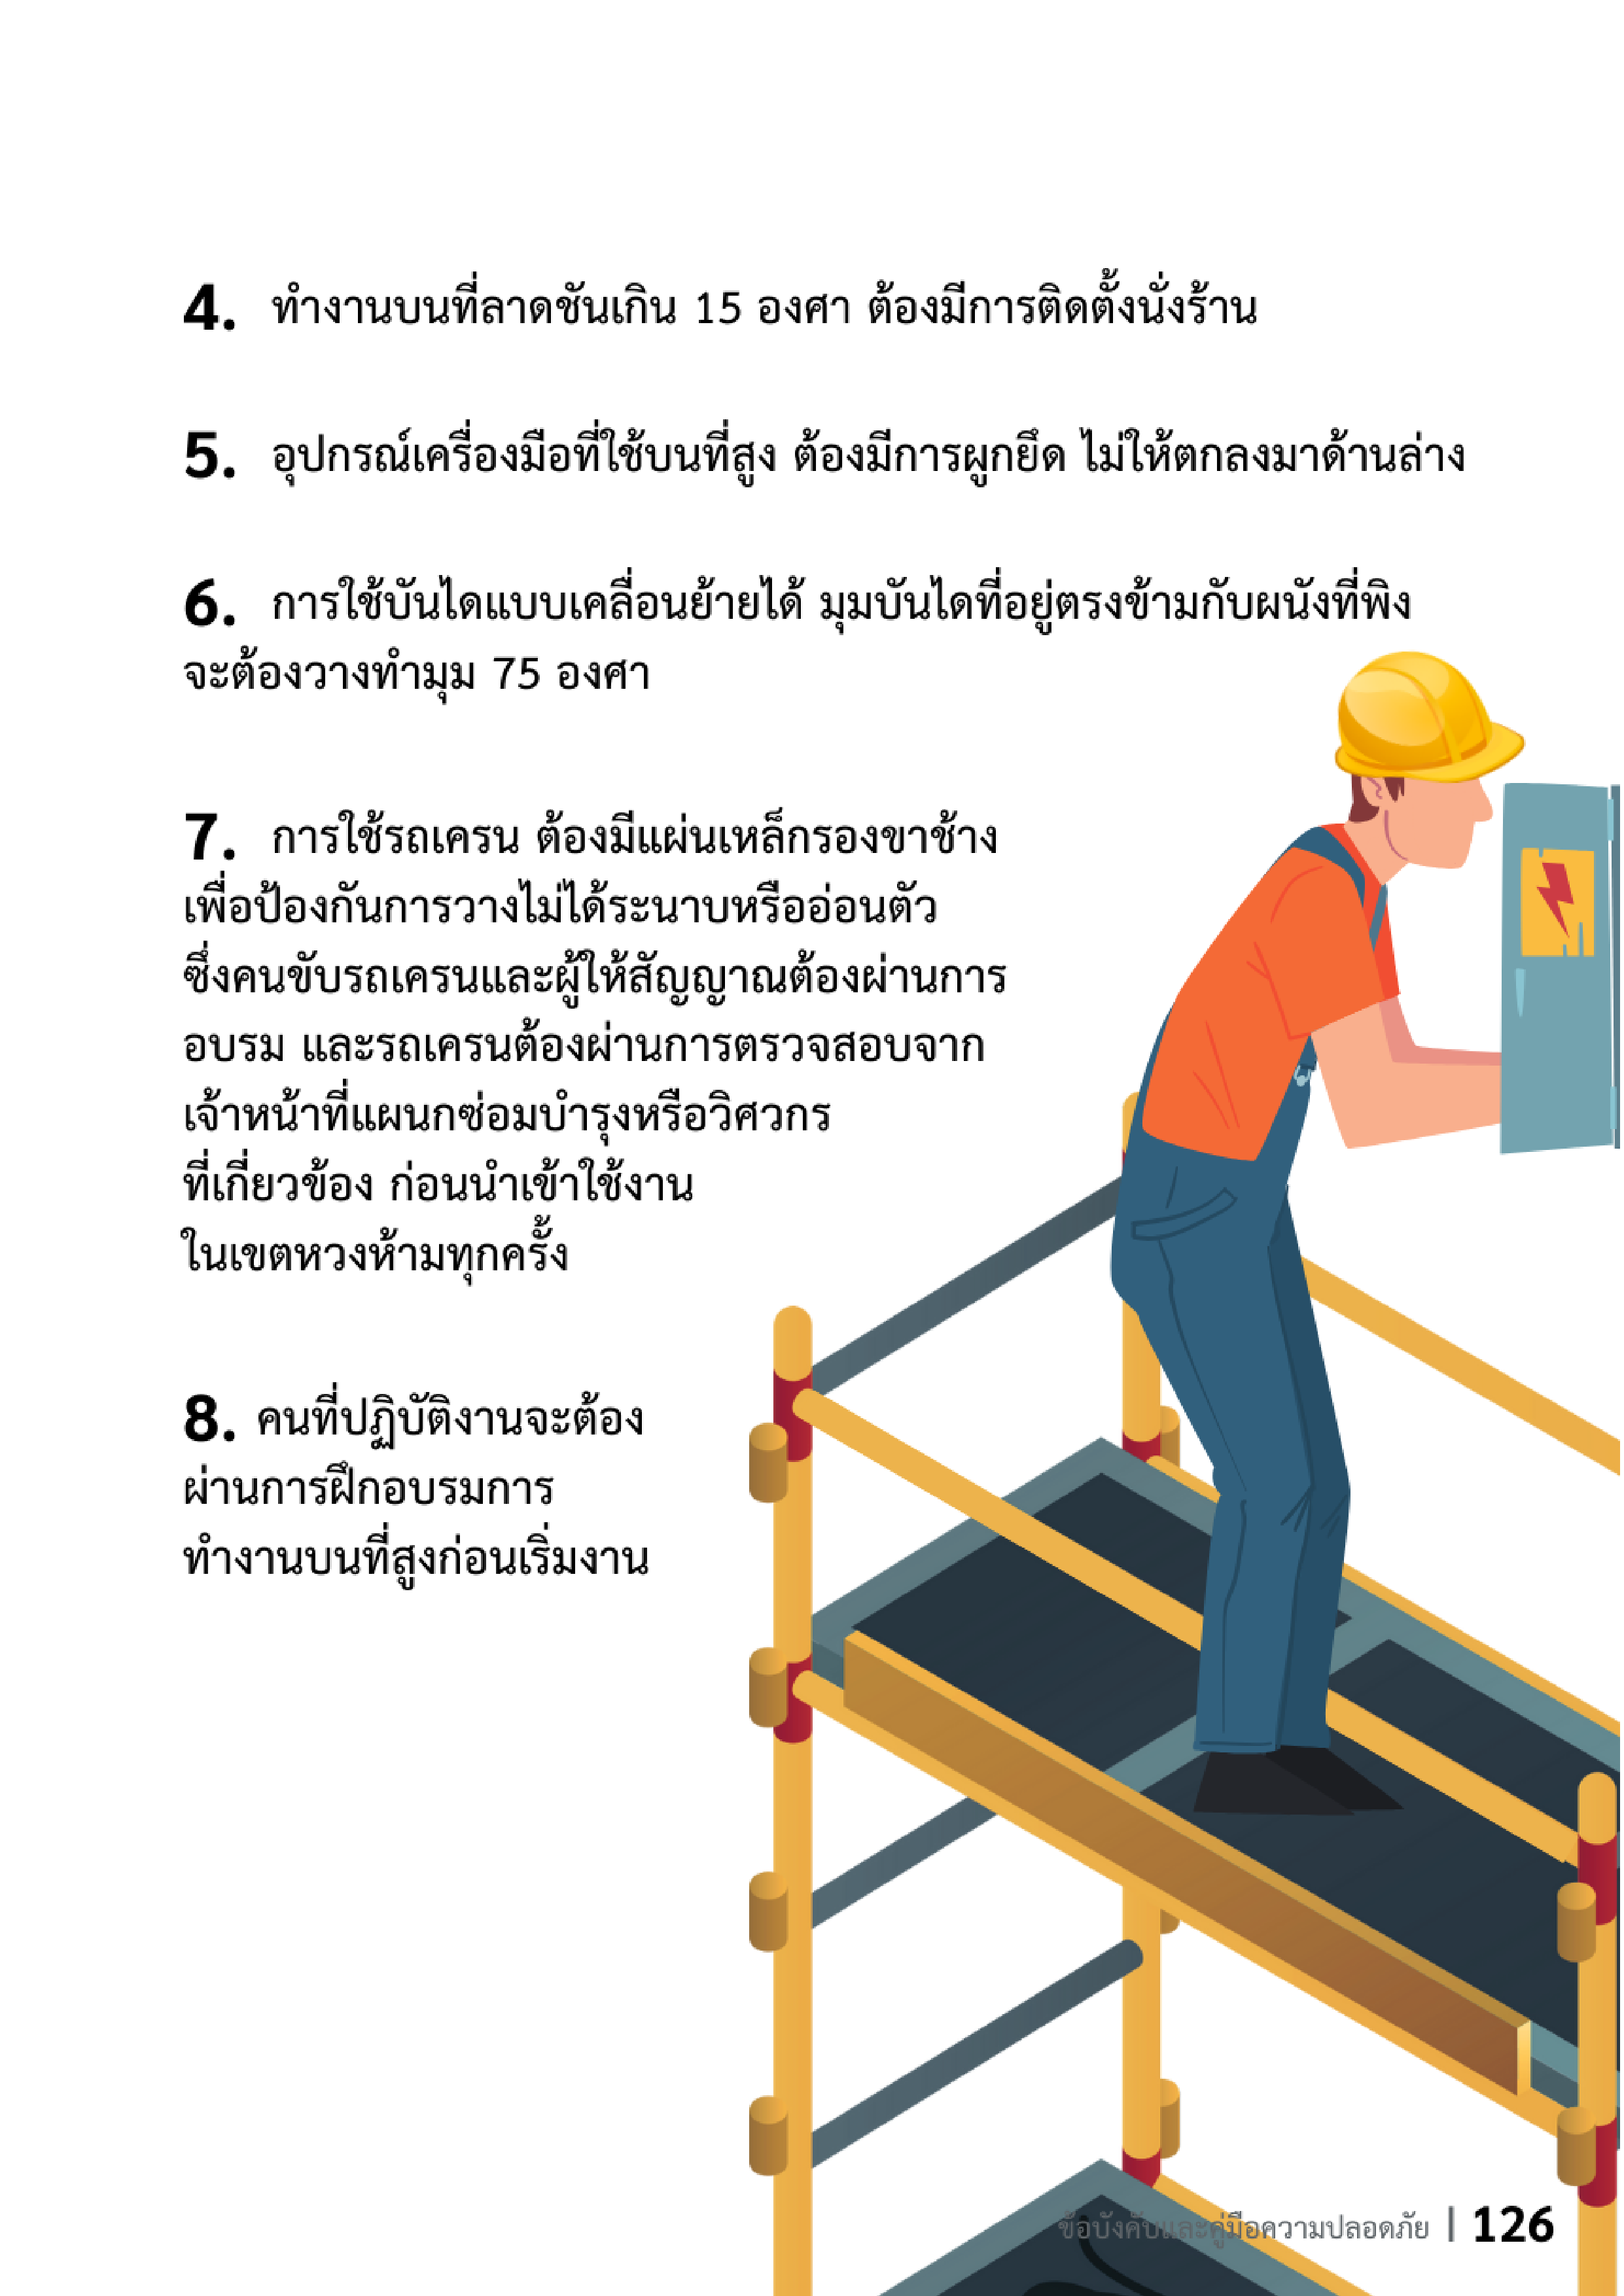 4. ทำงานบนที่ลาดชันเกิน 15 องศา ต้องมีการติดตั้งนั่งร้าน
5. อุปกรณ์เครื่องมือที่ใช้บนที่สูง ต้องมีการผูกยึด ไม่ให้ตกลงมาด้านล่าง
6. การใช้บันไดแบบเคลื่อนย้ายได้ มุมบันไดที่อยู่ตรงข้ามกับผนังที่พิง
จะต้องวางทำมุม 75 องศา
7. การใช้รถเครน ต้องมีแผ่นเหล็กรองขาช้าง
เพื่อป้องกันการวางไม่ได้ระนาบหรืออ่อนตัว
ซึ่งคนขับรถเครนและผู้ให้สัญญาณต้องผ่านการ
อบรม และรถเครนต้องผ่านการตรวจสอบจาก
เจ้าหน้าที่แผนกซ่อมบำรุงหรือวิศวกร
ที่เกี่ยวข้อง ก่อนนำเข้าใช้งาน
ในเขตหวงห้ามทุกครั้ง
8. คนที่ปฏิบัติงานจะต้อง
ผ่านการฝึกอบรมการ
ทำงานบนที่สูงก่อนเริ่มงาน
ข้อบังคับและคู่มือความปลอดภัย | 126